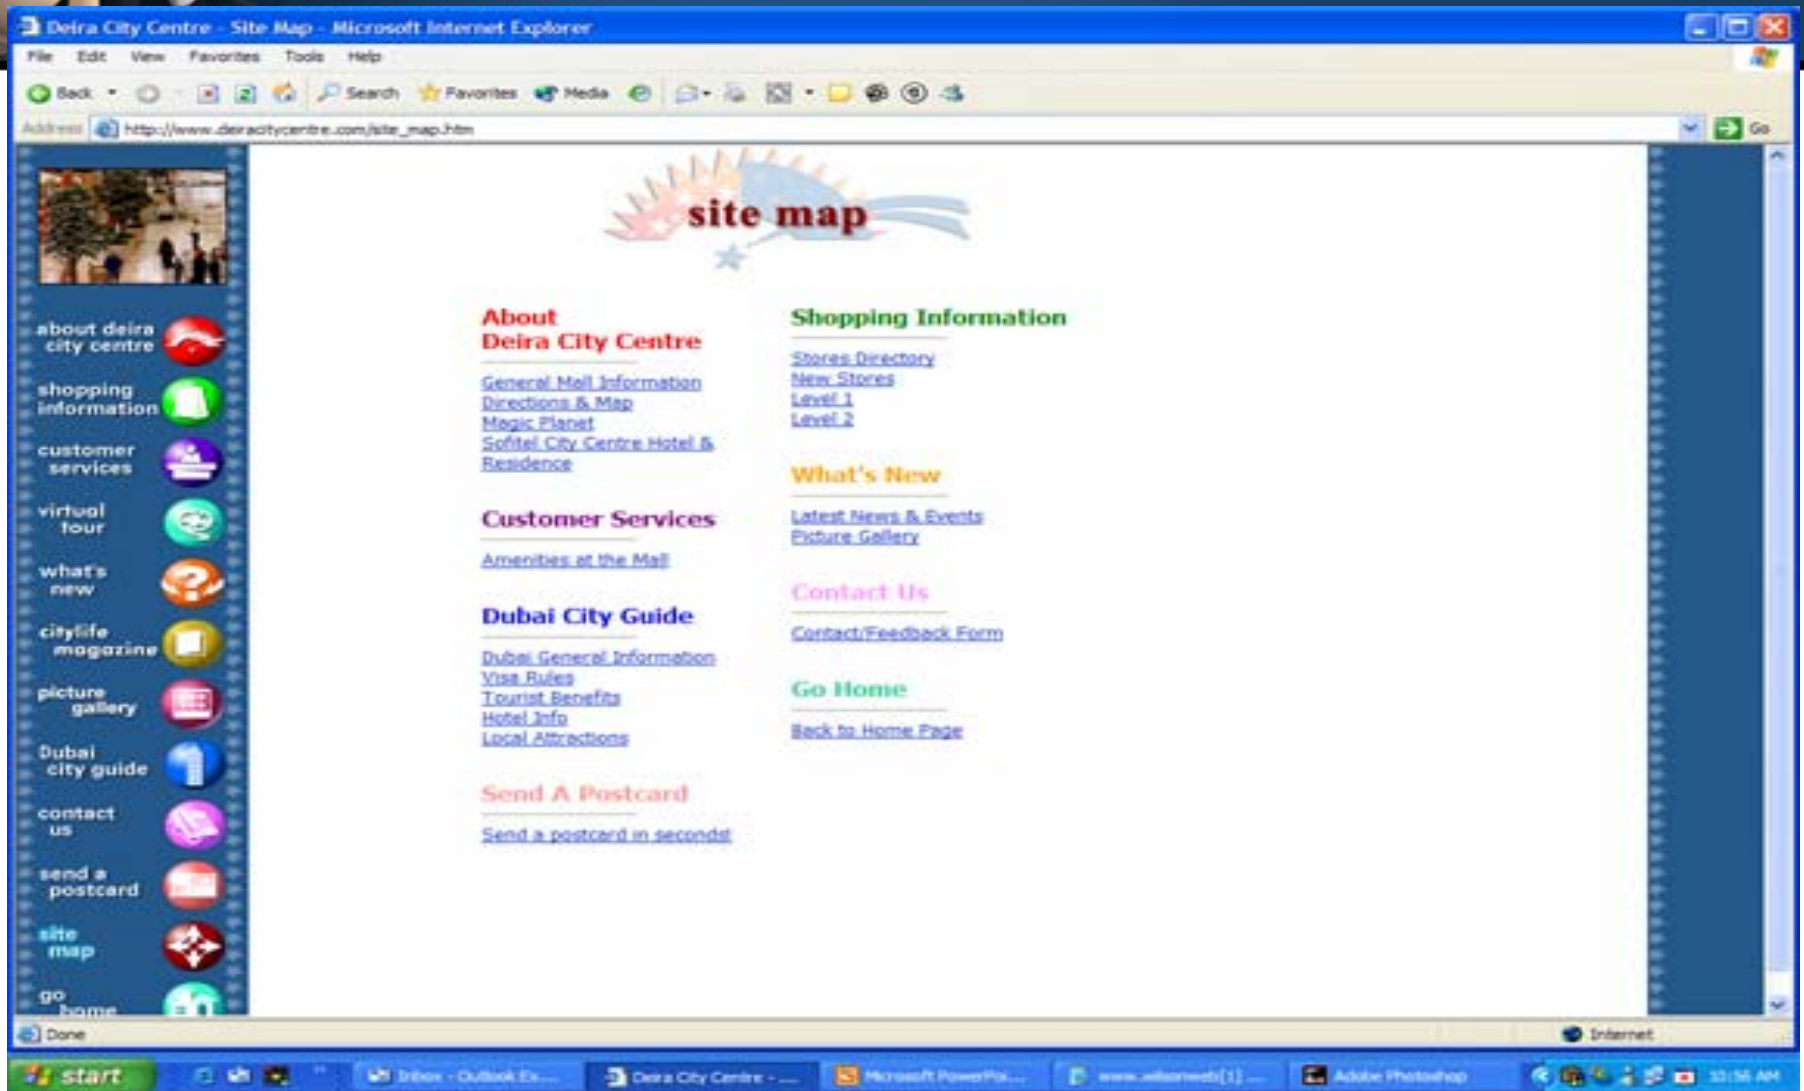 Deira City Centre - Site Map - Microsoft Internet Explorer
File Edit View Favorites Tools Help
Back Search Favorites Media
Address http://www.deiracitycentre.com/site_map.htm Go
about deira
city centre
shopping
information
customer
services
virtual
tour
what's
new
citylife
magazine
picture
gallery
Dubai
city guide
contact
us
send a
postcard
site
map
go
home
site map
About
Deira City Centre
General Mall Information
Directions & Map
Magic Planet
Sofitel City Centre Hotel &
Residence
Customer Services
Amenities at the Mall
Dubai City Guide
Dubai General Information
Visa Rules
Tourist Benefits
Hotel Info
Local Attractions
Send A Postcard
Send a postcard in seconds!
Shopping Information
Stores Directory
New Stores
Level 1
Level 2
What's New
Latest News & Events
Picture Gallery
Contact Us
Contact/Feedback Form
Go Home
Back to Home Page
Done Internet
start Inbox - Outlook Ex... Deira City Centre - ... Microsoft PowerPoi... Adobe Photoshop 10:56 AM